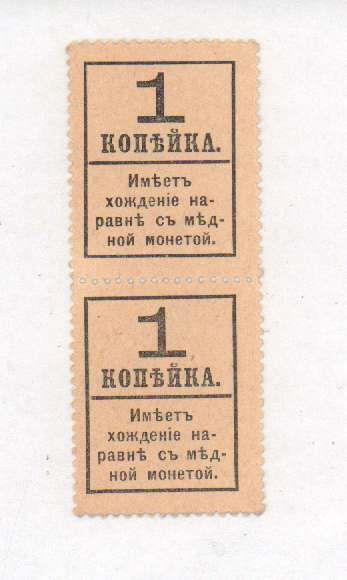 1
КОПѢЙКА.
Имѣетъ
хожденіе на-
равнѣ съ мѣд-
ной монетой.
1
КОПѢЙКА.
Имѣетъ
хожденіе на-
равнѣ съ мѣд-
ной монетой.